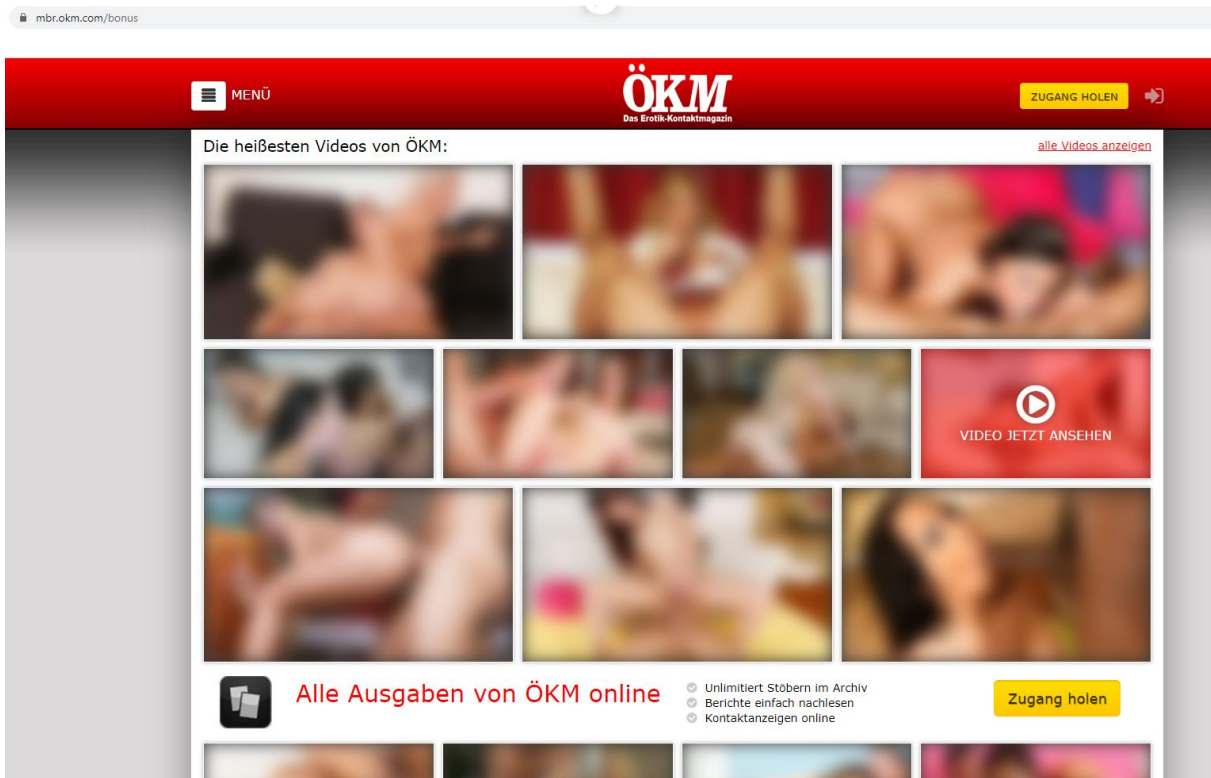 mbr.okm.com/bonus
MENÜ
ÖKM
Das Erotik-Kontaktmagazin
ZUGANG HOLEN
Die heißesten Videos von ÖKM:
alle Videos anzeigen
VIDEO JETZT ANSEHEN
Alle Ausgaben von ÖKM online
Unlimitiert Stöbern im Archiv
Berichte einfach nachlesen
Kontaktanzeigen online
Zugang holen